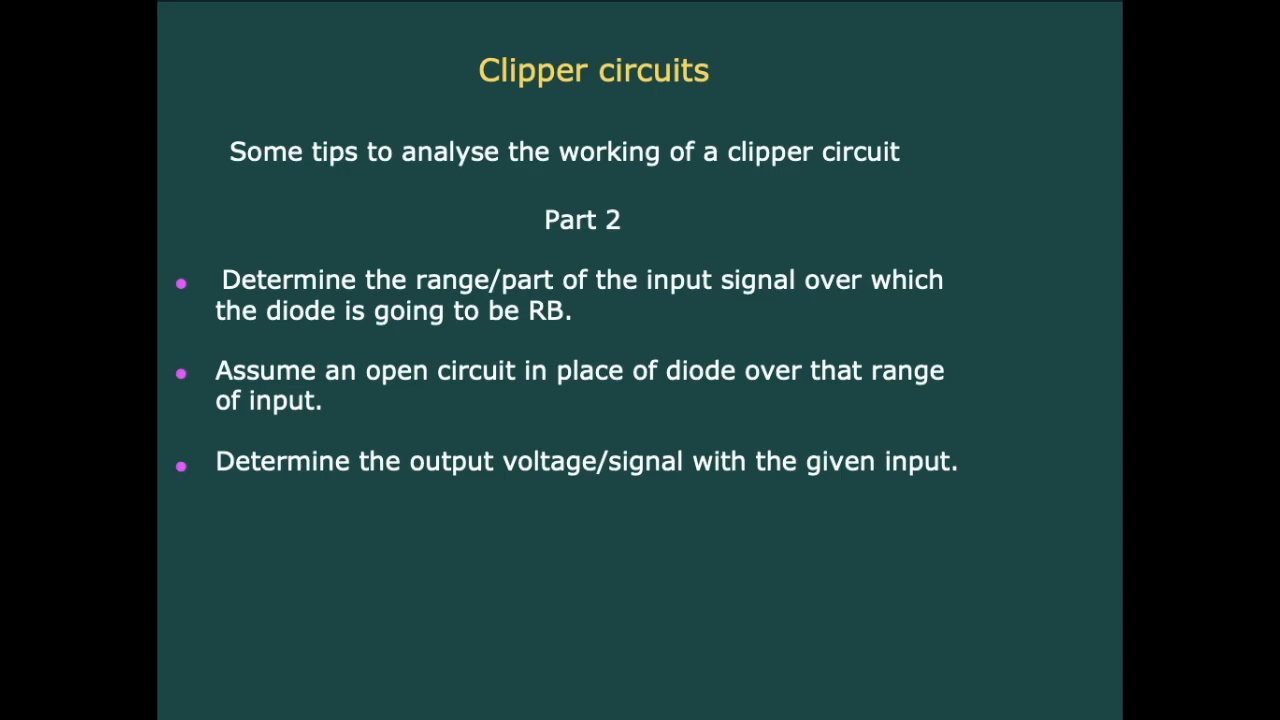 Clipper circuits
Some tips to analyse the working of a clipper circuit
Part 2
• Determine the range/part of the input signal over which
the diode is going to be RB.
• Assume an open circuit in place of diode over that range
of input.
• Determine the output voltage/signal with the given input.